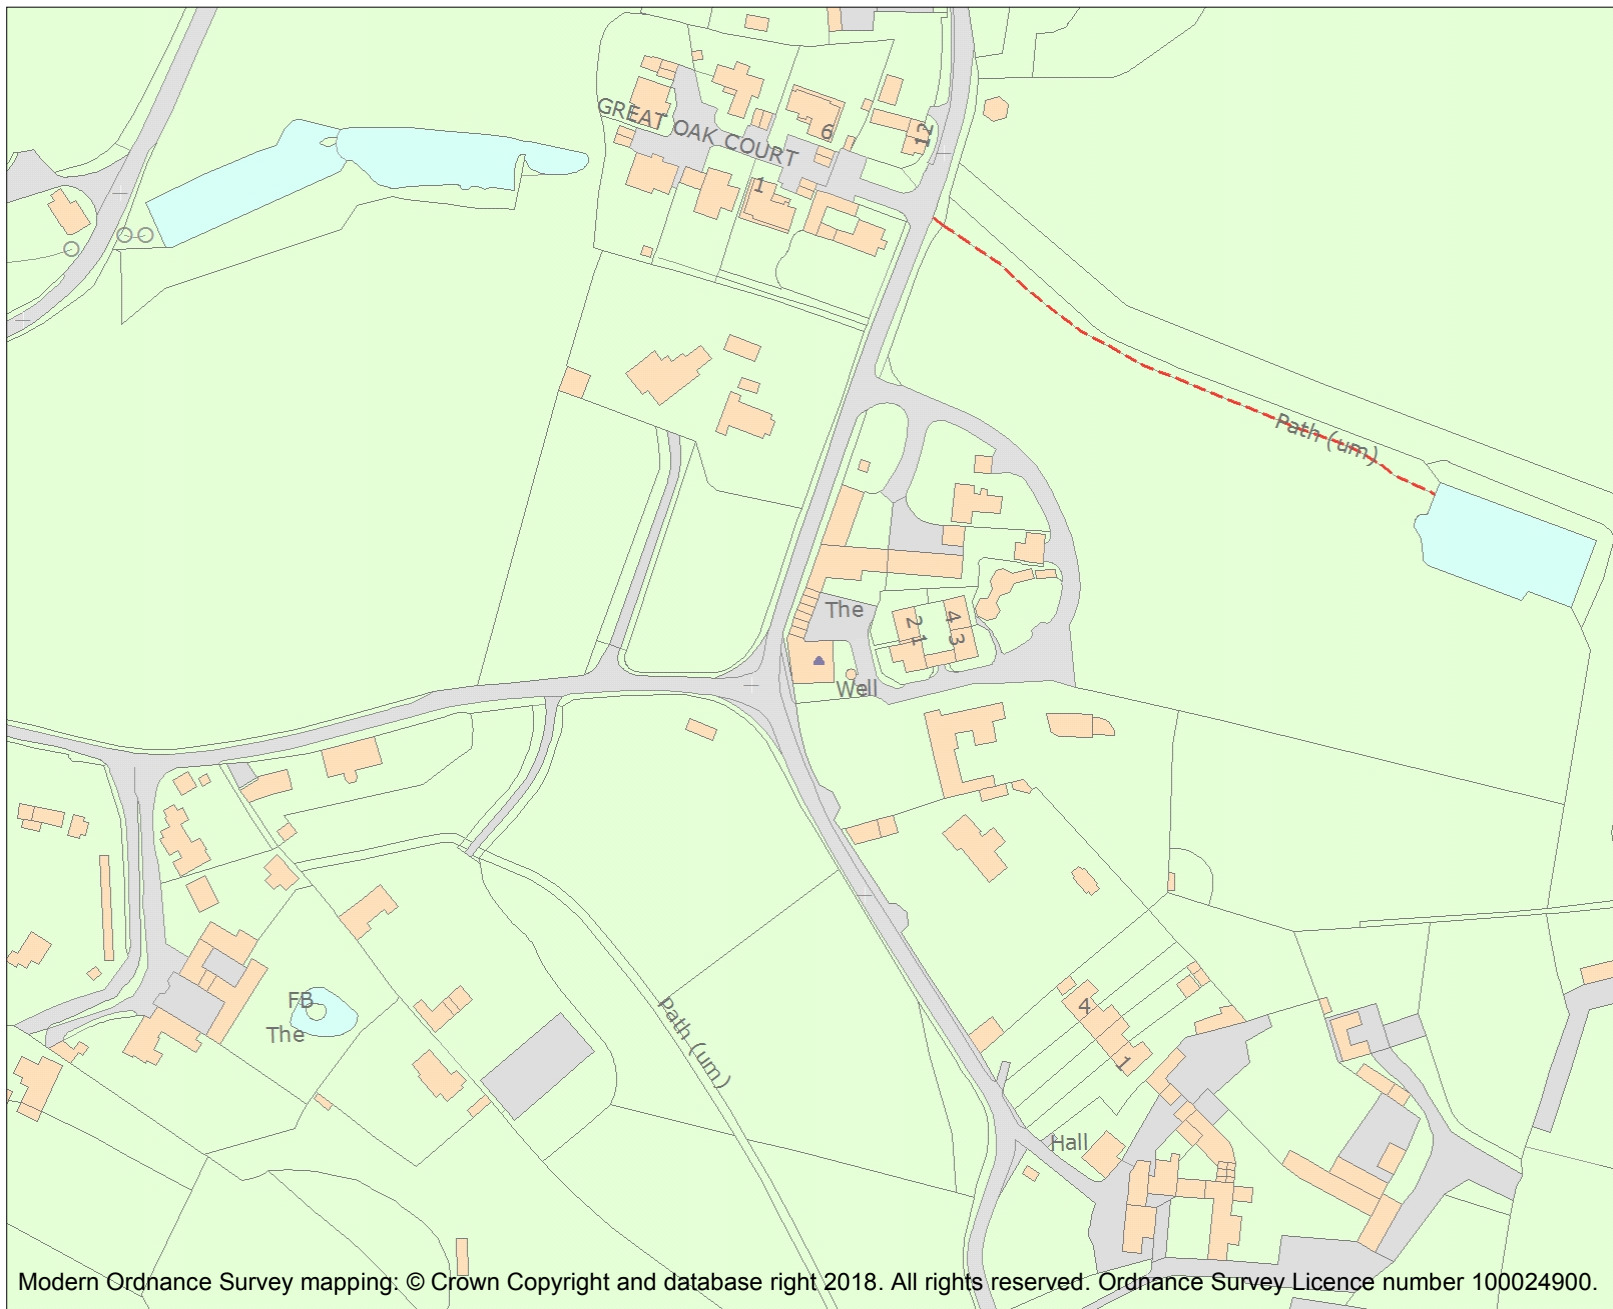 GREAT OAK COURT
6
12
1
Path (um)
The
2
1
4
3
Well
FB
The
Path (um)
4
1
Hall
Modern Ordnance Survey mapping: © Crown Copyright and database right 2018. All rights reserved. Ordnance Survey Licence number 100024900.